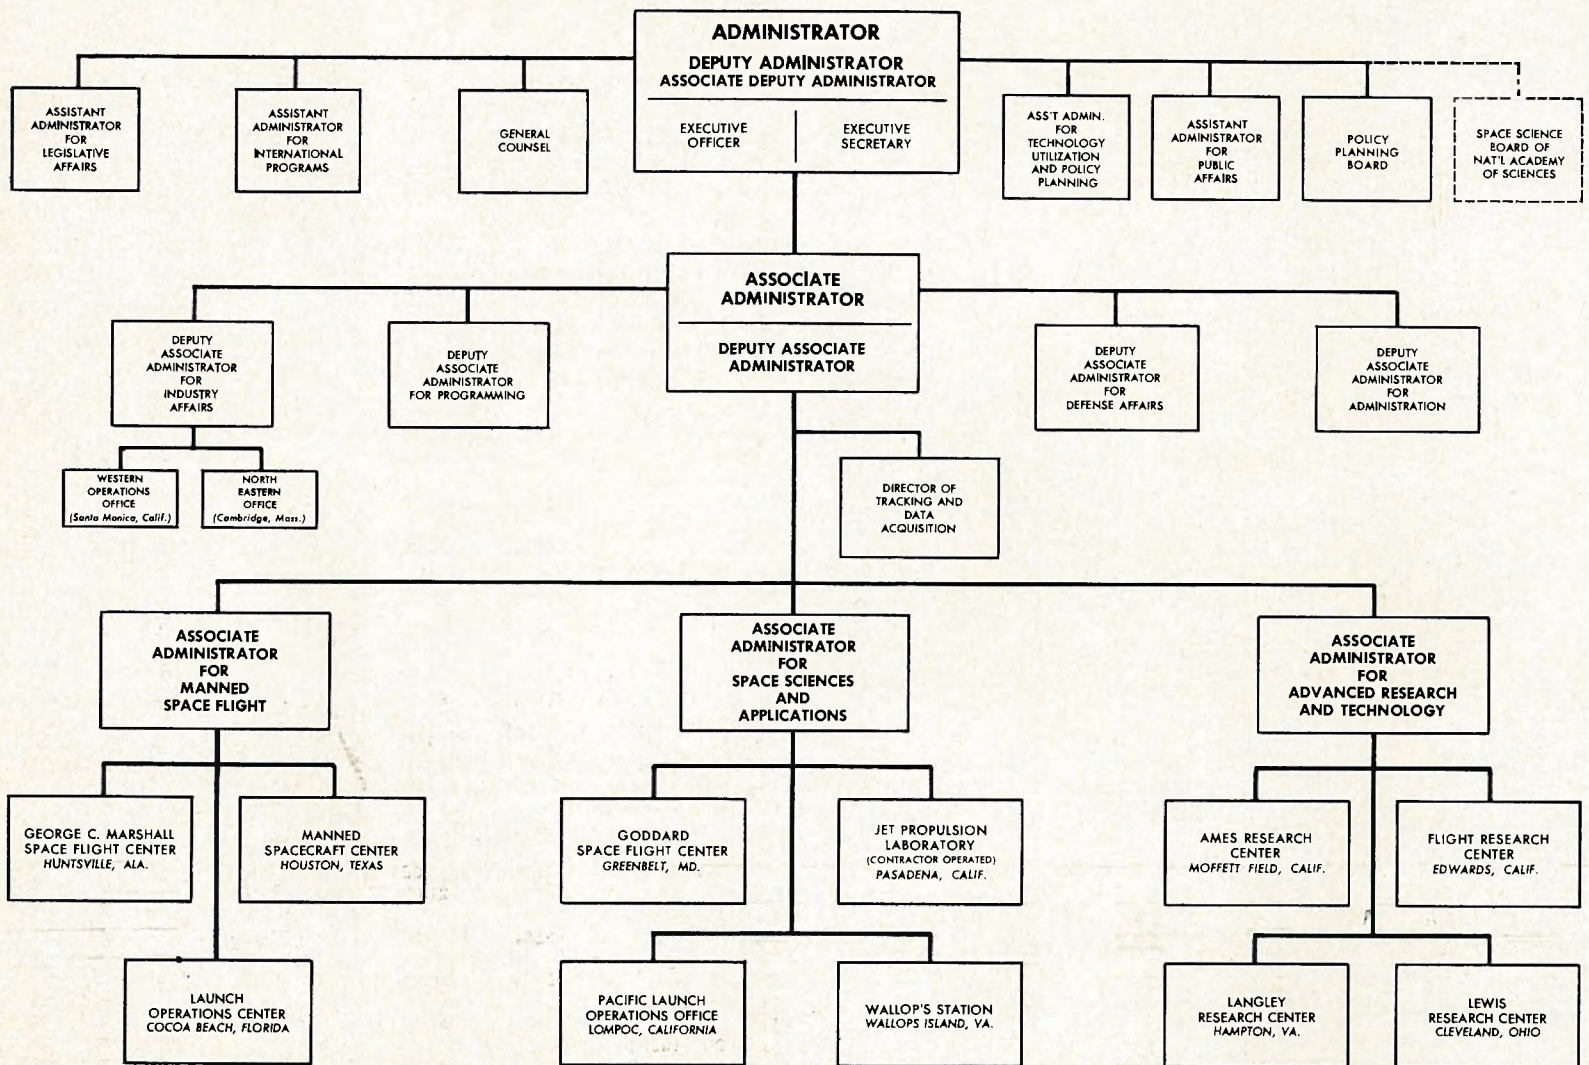 ADMINISTRATOR
DEPUTY ADMINISTRATOR
ASSOCIATE DEPUTY ADMINISTRATOR
EXECUTIVE
OFFICER
EXECUTIVE
SECRETARY
ASSISTANT
ADMINISTRATOR
FOR
LEGISLATIVE
AFFAIRS
ASSISTANT
ADMINISTRATOR
FOR
INTERNATIONAL
PROGRAMS
GENERAL
COUNSEL
ASS'T ADMIN.
FOR
TECHNOLOGY
UTILIZATION
AND POLICY
PLANNING
ASSISTANT
ADMINISTRATOR
FOR
PUBLIC
AFFAIRS
POLICY
PLANNING
BOARD
SPACE SCIENCE
BOARD OF
NAT'L ACADEMY
OF SCIENCES
ASSOCIATE
ADMINISTRATOR
DEPUTY ASSOCIATE
ADMINISTRATOR
DEPUTY
ASSOCIATE
ADMINISTRATOR
FOR
INDUSTRY
AFFAIRS
DEPUTY
ASSOCIATE
ADMINISTRATOR
FOR PROGRAMMING
DEPUTY
ASSOCIATE
ADMINISTRATOR
FOR
DEFENSE AFFAIRS
DEPUTY
ASSOCIATE
ADMINISTRATOR
FOR
ADMINISTRATION
WESTERN
OPERATIONS
OFFICE
(Santa Monica, Calif.)
NORTH
EASTERN
OFFICE
(Cambridge, Mass.)
DIRECTOR OF
TRACKING AND
DATA
ACQUISITION
ASSOCIATE
ADMINISTRATOR
FOR
MANNED
SPACE FLIGHT
ASSOCIATE
ADMINISTRATOR
FOR
SPACE SCIENCES
AND
APPLICATIONS
ASSOCIATE
ADMINISTRATOR
FOR
ADVANCED RESEARCH
AND TECHNOLOGY
GEORGE C. MARSHALL
SPACE FLIGHT CENTER
HUNTSVILLE, ALA.
MANNED
SPACECRAFT CENTER
HOUSTON, TEXAS
GODDARD
SPACE FLIGHT CENTER
GREENBELT, MD.
JET PROPULSION
LABORATORY
(CONTRACTOR OPERATED)
PASADENA, CALIF.
AMES RESEARCH
CENTER
MOFFETT FIELD, CALIF.
FLIGHT RESEARCH
CENTER
EDWARDS, CALIF.
LAUNCH
OPERATIONS CENTER
COCOA BEACH, FLORIDA
PACIFIC LAUNCH
OPERATIONS OFFICE
LOMPOC, CALIFORNIA
WALLOP'S STATION
WALLOPS ISLAND, VA.
LANGLEY
RESEARCH CENTER
HAMPTON, VA.
LEWIS
RESEARCH CENTER
CLEVELAND, OHIO